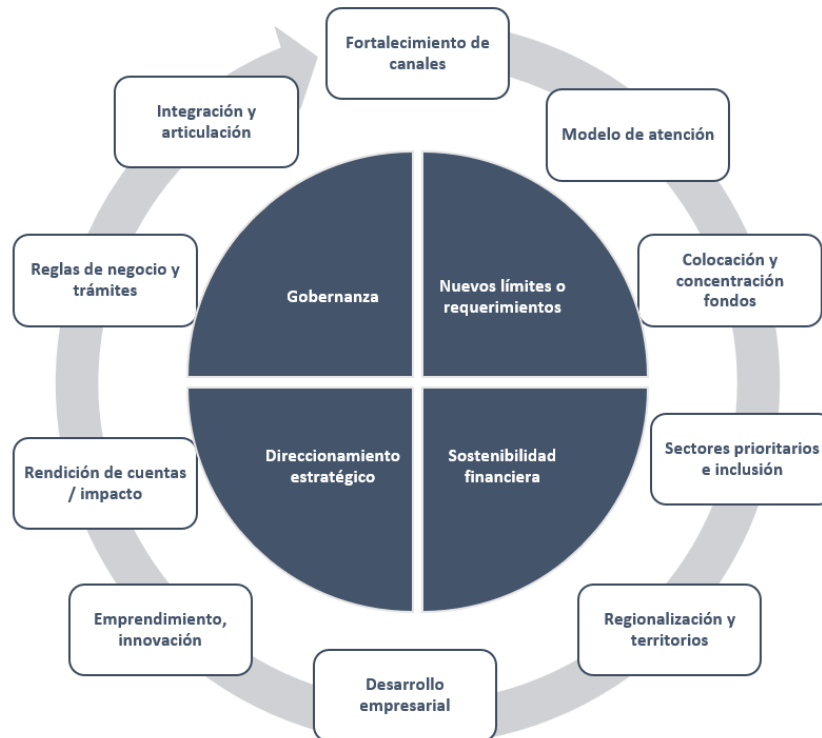 Fortalecimiento de
canales
Modelo de atención
Colocación y
concentración
fondos
Sectores prioritarios
e inclusión
Regionalización y
territorios
Desarrollo
empresarial
Emprendimiento,
innovación
Rendición de cuentas
/ impacto
Reglas de negocio y
trámites
Integración y
articulación
Gobernanza
Nuevos límites o
requerimientos
Direccionamiento
estratégico
Sostenibilidad
financiera